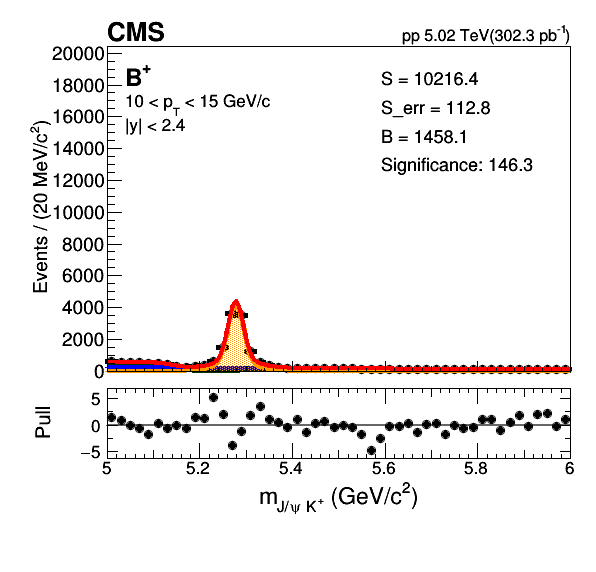 CMS pp 5.02 TeV(302.3 pb⁻¹)
B⁺
10 < p_T < 15 GeV/c
|y| < 2.4
S = 10216.4
S_err = 112.8
B = 1458.1
Significance: 146.3
Events / (20 MeV/c²)
20000
18000
16000
14000
12000
10000
8000
6000
4000
2000
0
Pull
5
0
−5
5 5.2 5.4 5.6 5.8 6
m_{J/ψ K⁺} (GeV/c²)